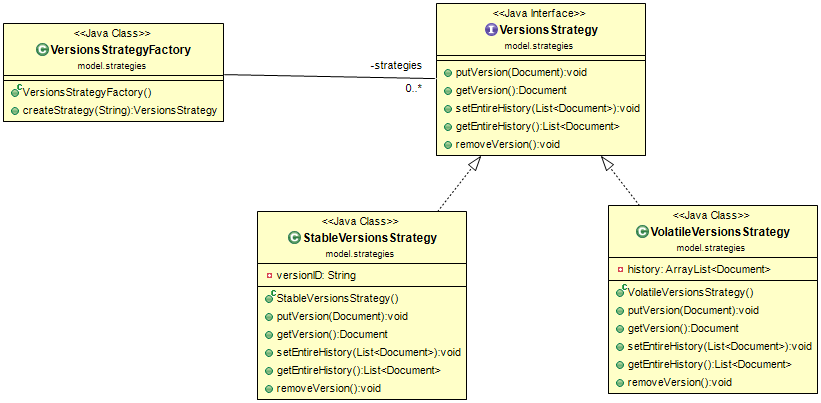 <<Java Class>>
VersionsStrategyFactory
model.strategies
VersionsStrategyFactory()
createStrategy(String):VersionsStrategy
-strategies
0..*
<<Java Interface>>
VersionsStrategy
model.strategies
putVersion(Document):void
getVersion():Document
setEntireHistory(List<Document>):void
getEntireHistory():List<Document>
removeVersion():void
<<Java Class>>
StableVersionsStrategy
model.strategies
versionID: String
StableVersionsStrategy()
putVersion(Document):void
getVersion():Document
setEntireHistory(List<Document>):void
getEntireHistory():List<Document>
removeVersion():void
<<Java Class>>
VolatileVersionsStrategy
model.strategies
history: ArrayList<Document>
VolatileVersionsStrategy()
putVersion(Document):void
getVersion():Document
setEntireHistory(List<Document>):void
getEntireHistory():List<Document>
removeVersion():void